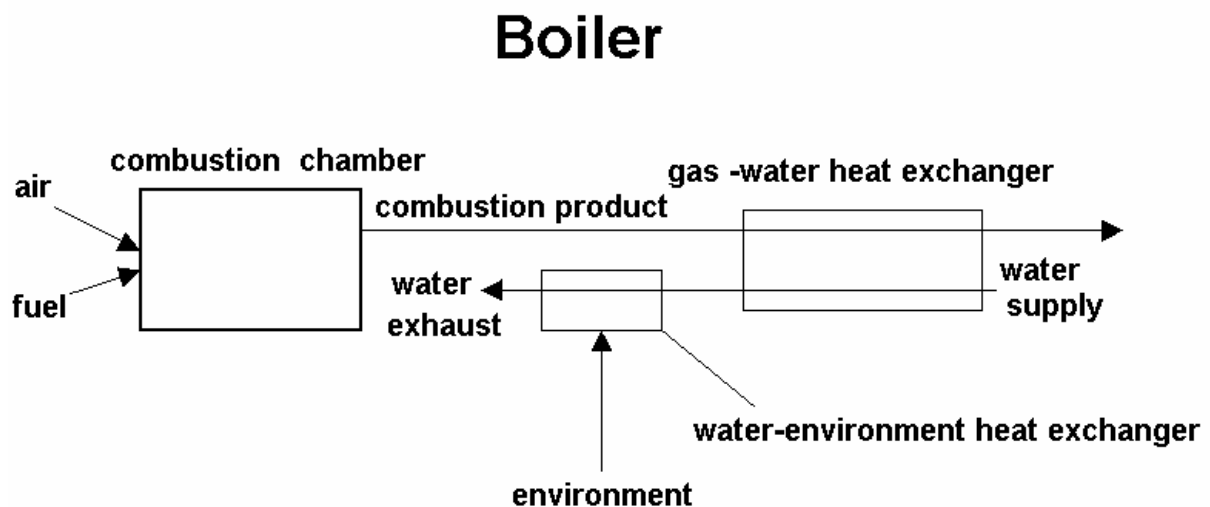 Boiler
combustion chamber
air
gas -water heat exchanger
combustion product
fuel
water
exhaust
water
supply
water-environment heat exchanger
environment